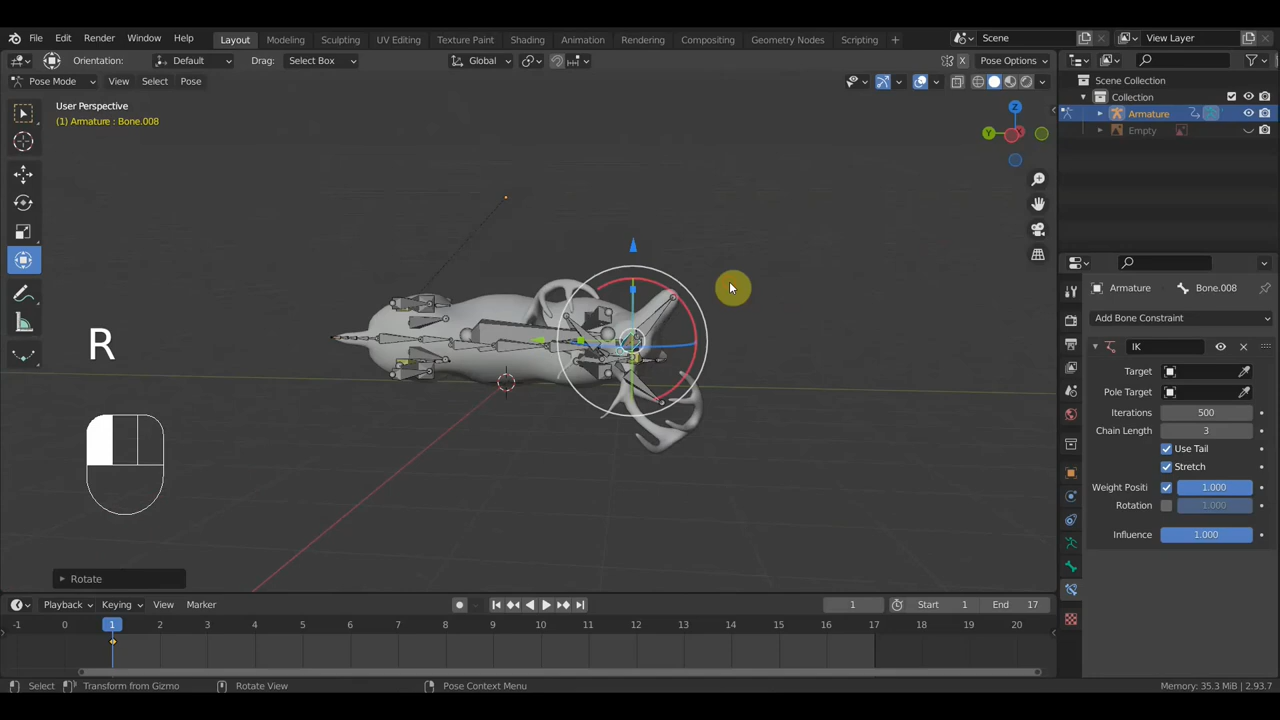 File Edit Render Window Help Layout Modeling Sculpting UV Editing Texture Paint Shading Animation Rendering Compositing Geometry Nodes Scripting + Scene View Layer
Orientation: Default Drag: Select Box Global X Pose Options
Pose Mode View Select Pose
Scene Collection
Collection
Armature
Empty
User Perspective
(1) Armature : Bone.008
Z
Y
R
Armature Bone.008
Add Bone Constraint
IK
Target
Pole Target
Iterations 500
Chain Length 3
Use Tail
Stretch
Weight Positi 1.000
Rotation 1.000
Influence 1.000
Rotate
Playback Keying View Marker 1 Start 1 End 17
-1 0 1 2 3 4 5 6 7 8 9 10 11 12 13 14 15 16 17 18 19 20
Select Transform from Gizmo Rotate View Pose Context Menu Memory: 35.3 MiB | 2.93.7